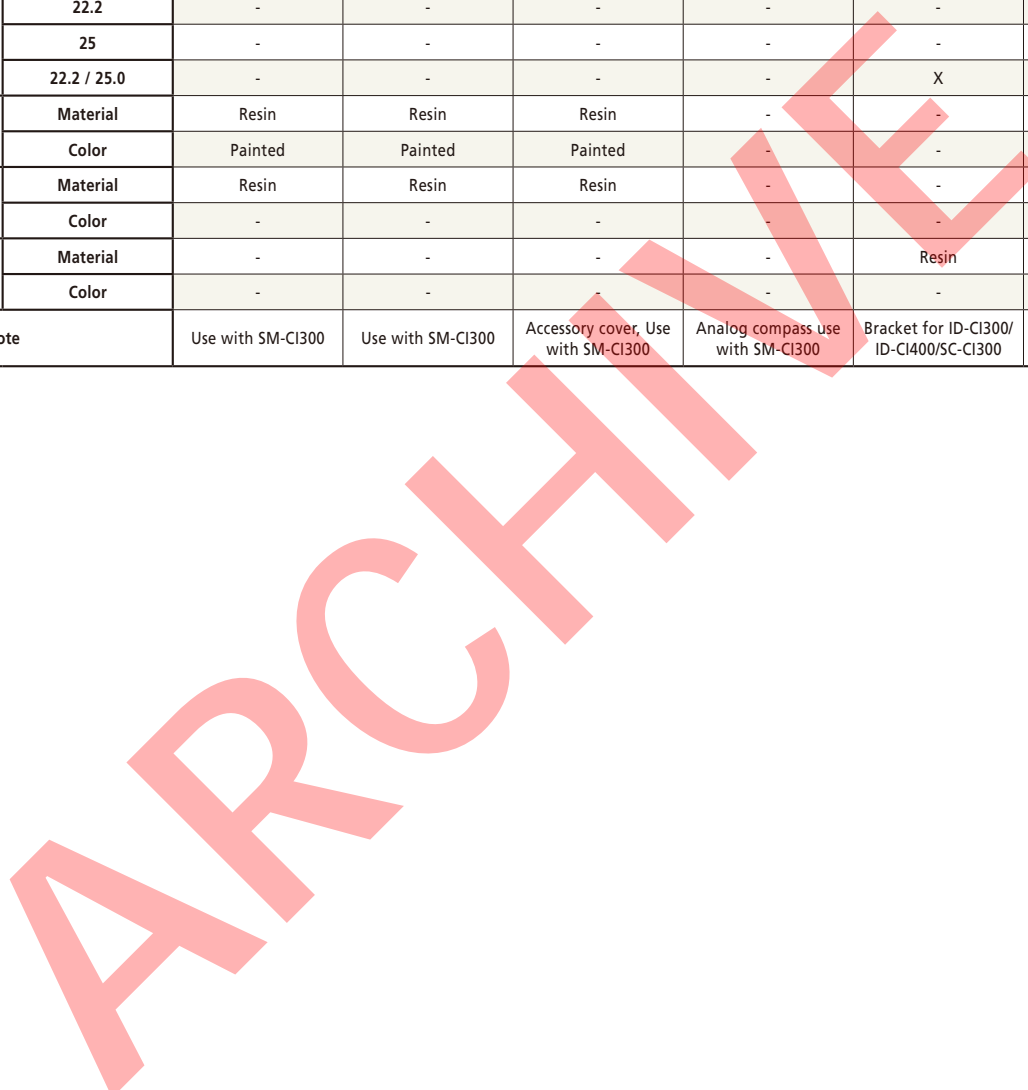 22.2 - - - - -
25 - - - - -
22.2 / 25.0 - - - - X
Material Resin Resin Resin - -
Color Painted Painted Painted - -
Material Resin Resin Resin - -
Color - - - - -
Material - - - - Resin
Color - - - - -
ote Use with SM-CI300 Use with SM-CI300 Accessory cover, Use with SM-CI300 Analog compass use with SM-CI300 Bracket for ID-CI300/ ID-CI400/SC-CI300
ARCHIVE